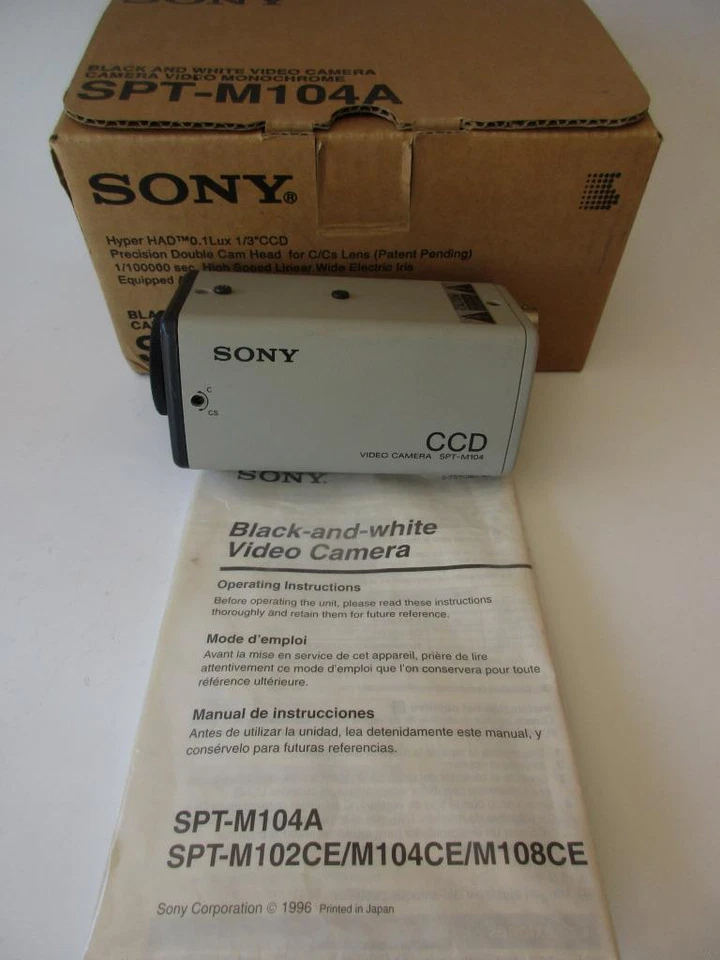 SONY
BLACK AND WHITE VIDEO CAMERA
CAMERA VIDEO MONOCHROME
SPT-M104A
SONY®
Hyper HAD™0.1Lux 1/3"CCD
Precision Double Cam Head for C/Cs Lens (Patent Pending)
1/100000 sec. High Speed Linear Wide Electric Iris
Equipped
BLA
CA
S
SONY
C
CS
CCD
VIDEO CAMERA SPT-M104
SONY.
Black-and-white
Video Camera
Operating Instructions
Before operating the unit, please read these instructions
thoroughly and retain them for future reference.
Mode d'emploi
Avant la mise en service de cet appareil, prière de lire
attentivement ce mode d'emploi que l'on conservera pour toute
référence ultérieure.
Manual de instrucciones
Antes de utilizar la unidad, lea detenidamente este manual, y
consérvelo para futuras referencias.
SPT-M104A
SPT-M102CE/M104CE/M108CE
Sony Corporation © 1996 Printed in Japan